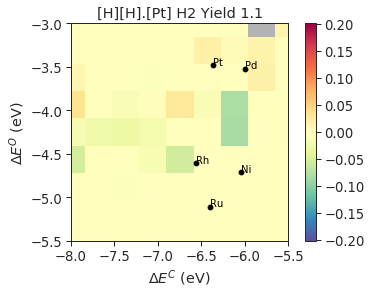 [H][H].[Pt] H2 Yield 1.1
−3.0
−3.5
−4.0
−4.5
−5.0
−5.5
ΔE^O (eV)
Pt
Pd
Rh
Ni
Ru
−8.0 −7.5 −7.0 −6.5 −6.0 −5.5
ΔE^C (eV)
0.20
0.15
0.10
0.05
0.00
−0.05
−0.10
−0.15
−0.20